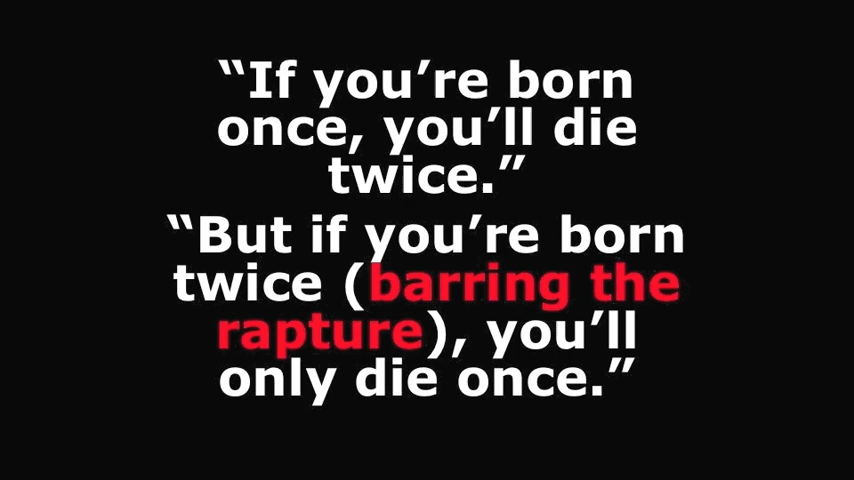 “If you’re born
once, you’ll die
twice.”
“But if you’re born
twice (barring the
rapture), you’ll
only die once.”